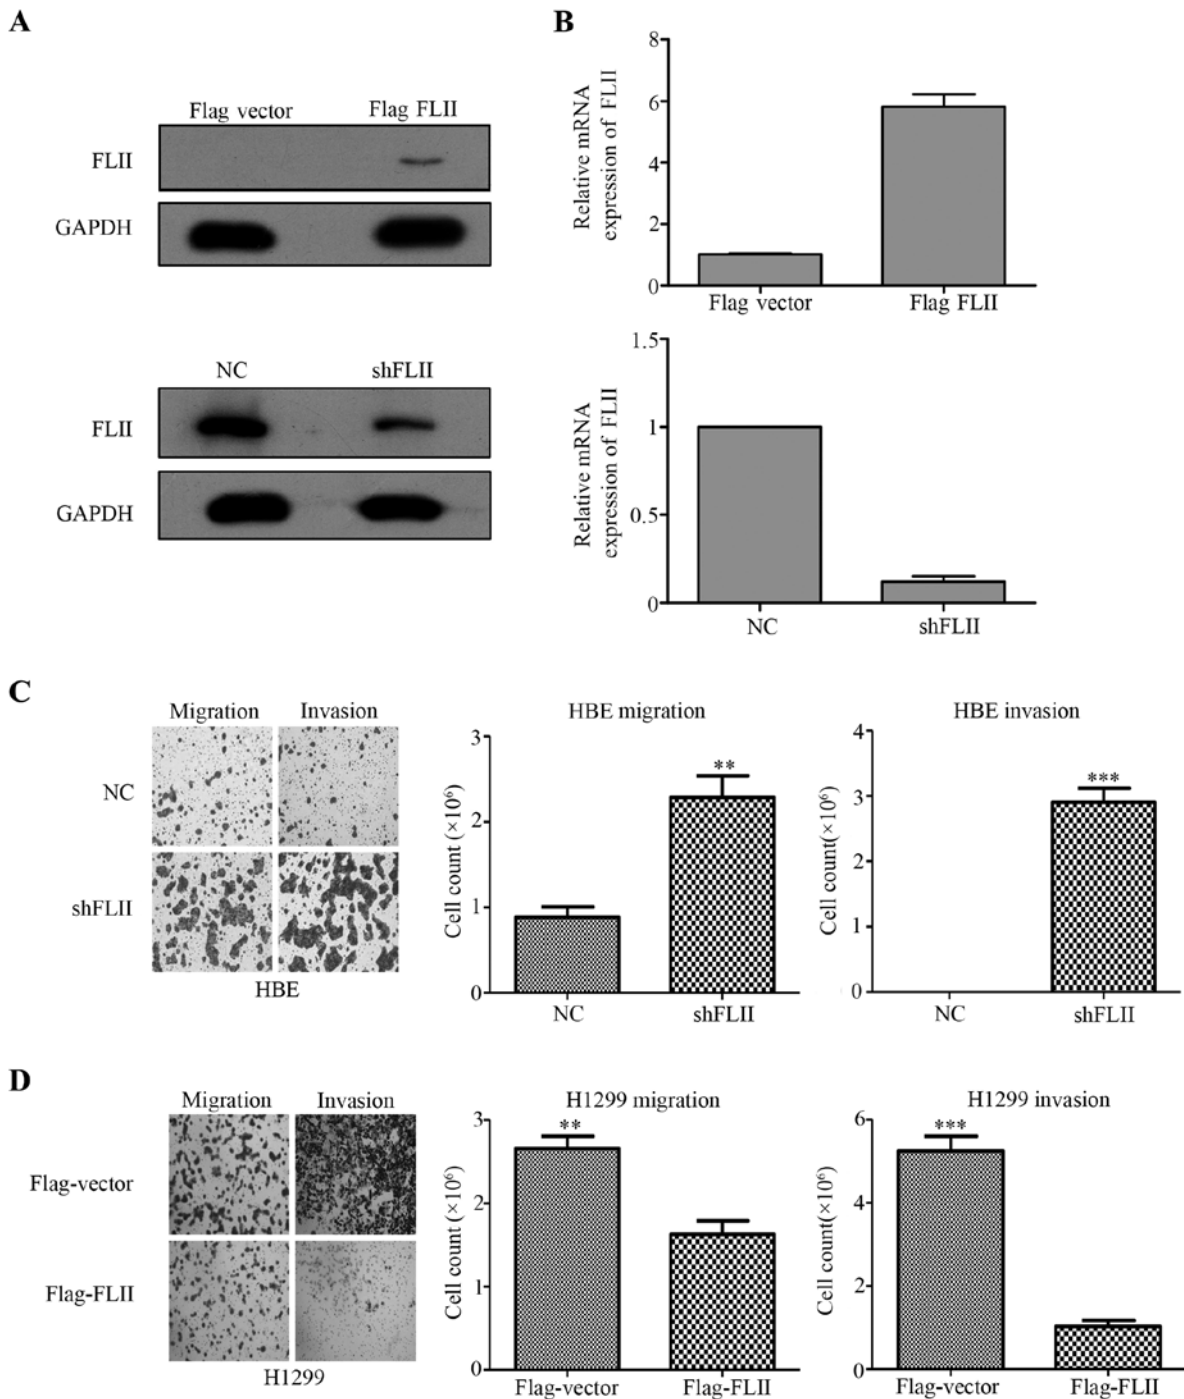 A
Flag vector Flag FLII
FLII
GAPDH
NC shFLII
FLII
GAPDH
B
Relative mRNA
expression of FLII
8
6
4
2
0
Flag vector Flag FLII
Relative mRNA
expression of FLII
1.5
1
0.5
0
NC shFLII
C
Migration Invasion
NC
shFLII
HBE
HBE migration
Cell count (×10⁶)
3
2
1
0
**
NC shFLII
HBE invasion
Cell count(×10⁶)
4
3
2
1
0
***
NC shFLII
D
Migration Invasion
Flag-vector
Flag-FLII
H1299
H1299 migration
Cell count (×10⁶)
3
2
1
0
**
Flag-vector Flag-FLII
H1299 invasion
Cell count(×10⁶)
6
4
2
0
***
Flag-vector Flag-FLII